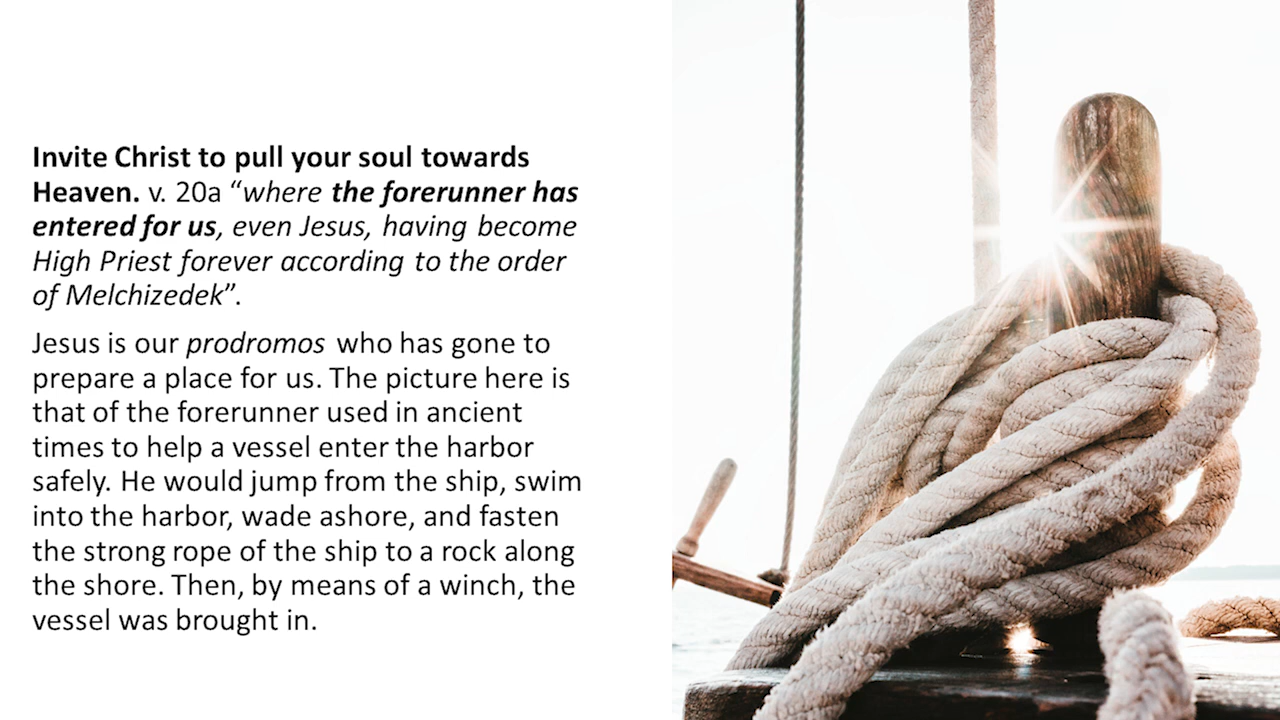 Invite Christ to pull your soul towards
Heaven. v. 20a “where the forerunner has
entered for us, even Jesus, having become
High Priest forever according to the order
of Melchizedek”.
Jesus is our prodromos who has gone to
prepare a place for us. The picture here is
that of the forerunner used in ancient
times to help a vessel enter the harbor
safely. He would jump from the ship, swim
into the harbor, wade ashore, and fasten
the strong rope of the ship to a rock along
the shore. Then, by means of a winch, the
vessel was brought in.